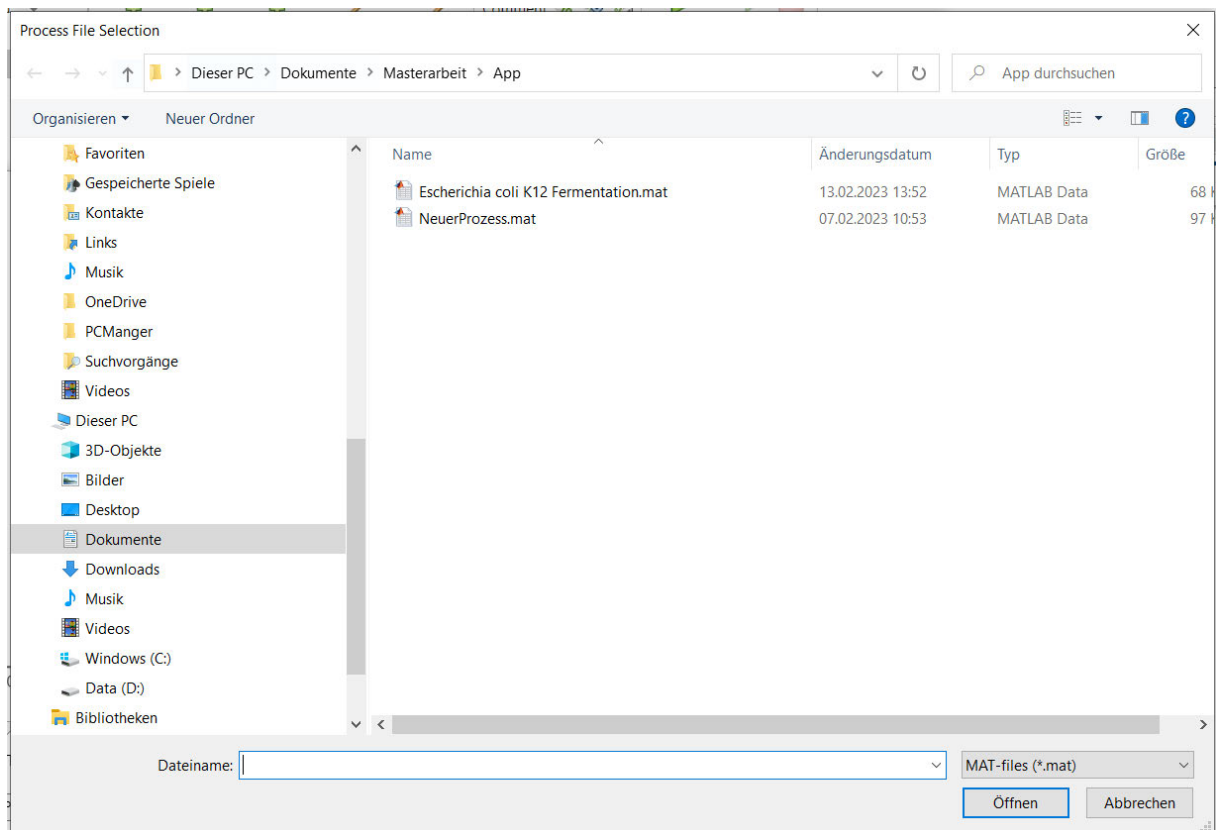 Comment
Process File Selection
Dieser PC > Dokumente > Masterarbeit > App
App durchsuchen
Organisieren
Neuer Ordner
Favoriten
Gespeicherte Spiele
Kontakte
Links
Musik
OneDrive
PCManger
Suchvorgänge
Videos
Dieser PC
3D-Objekte
Bilder
Desktop
Dokumente
Downloads
Musik
Videos
Windows (C:)
Data (D:)
Bibliotheken
Name Änderungsdatum Typ Größe
Escherichia coli K12 Fermentation.mat 13.02.2023 13:52 MATLAB Data 68
NeuerProzess.mat 07.02.2023 10:53 MATLAB Data 97
Dateiname:
MAT-files (*.mat)
Öffnen
Abbrechen